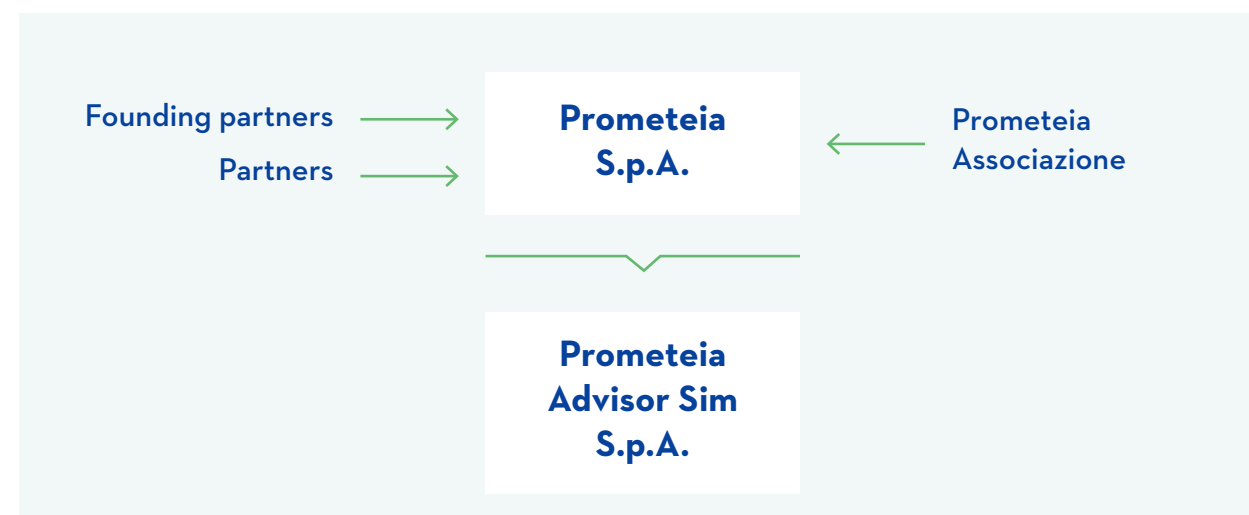 Founding partners
Partners
Prometeia
S.p.A.
Prometeia
Associazione
Prometeia
Advisor Sim
S.p.A.